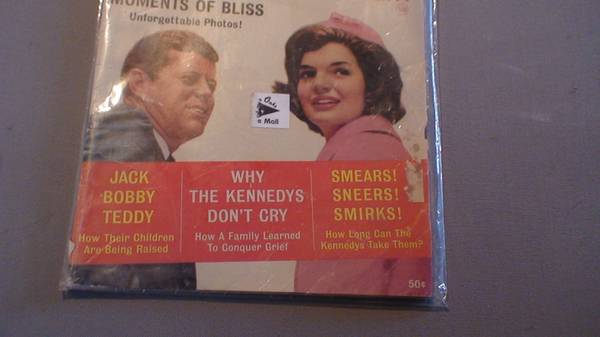 MOMENTS OF BLISS
Unforgettable Photos!
Mall
JACK
BOBBY
TEDDY
How Their Children
Are Being Raised
WHY
THE KENNEDYS
DON'T CRY
How A Family Learned
To Conquer Grief
SMEARS!
SNEERS!
SMIRKS!
How Long Can The
Kennedys Take Them?
50¢